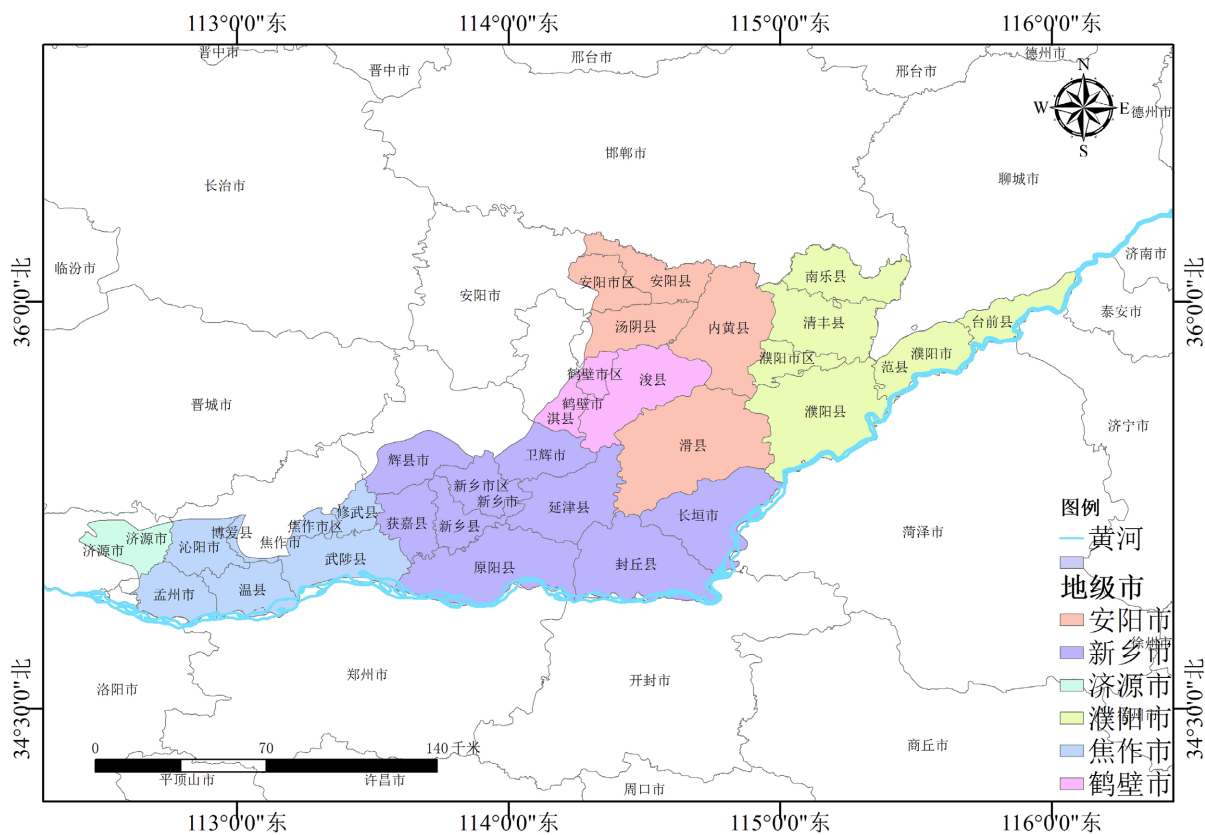 113°0'0"东
114°0'0"东
115°0'0"东
116°0'0"东
晋中市
晋中市
邢台市
邢台市
德州市
N
W
E
S
德州市
邯郸市
长治市
聊城市
临汾市
安阳市
济南市
泰安市
36°0'0"北
36°0'0"北
安阳市区
安阳县
南乐县
汤阴县
内黄县
清丰县
台前县
濮阳市区
濮阳市
范县
鹤壁市区
浚县
鹤壁市
淇县
濮阳县
晋城市
济宁市
滑县
辉县市
卫辉市
新乡市区
新乡市
延津县
长垣市
修武县
获嘉县
新乡县
焦作市区
博爱县
焦作市
济源市
济源市
沁阳市
武陟县
原阳县
封丘县
孟州市
温县
菏泽市
图例
黄河
地级市
安阳市
新乡市
济源市
濮阳市
焦作市
鹤壁市
徐州市
郑州市
开封市
洛阳市
商丘市
34°30'0"北
34°30'0"北
0
70
140 千米
平顶山市
许昌市
周口市
113°0'0"东
114°0'0"东
115°0'0"东
116°0'0"东